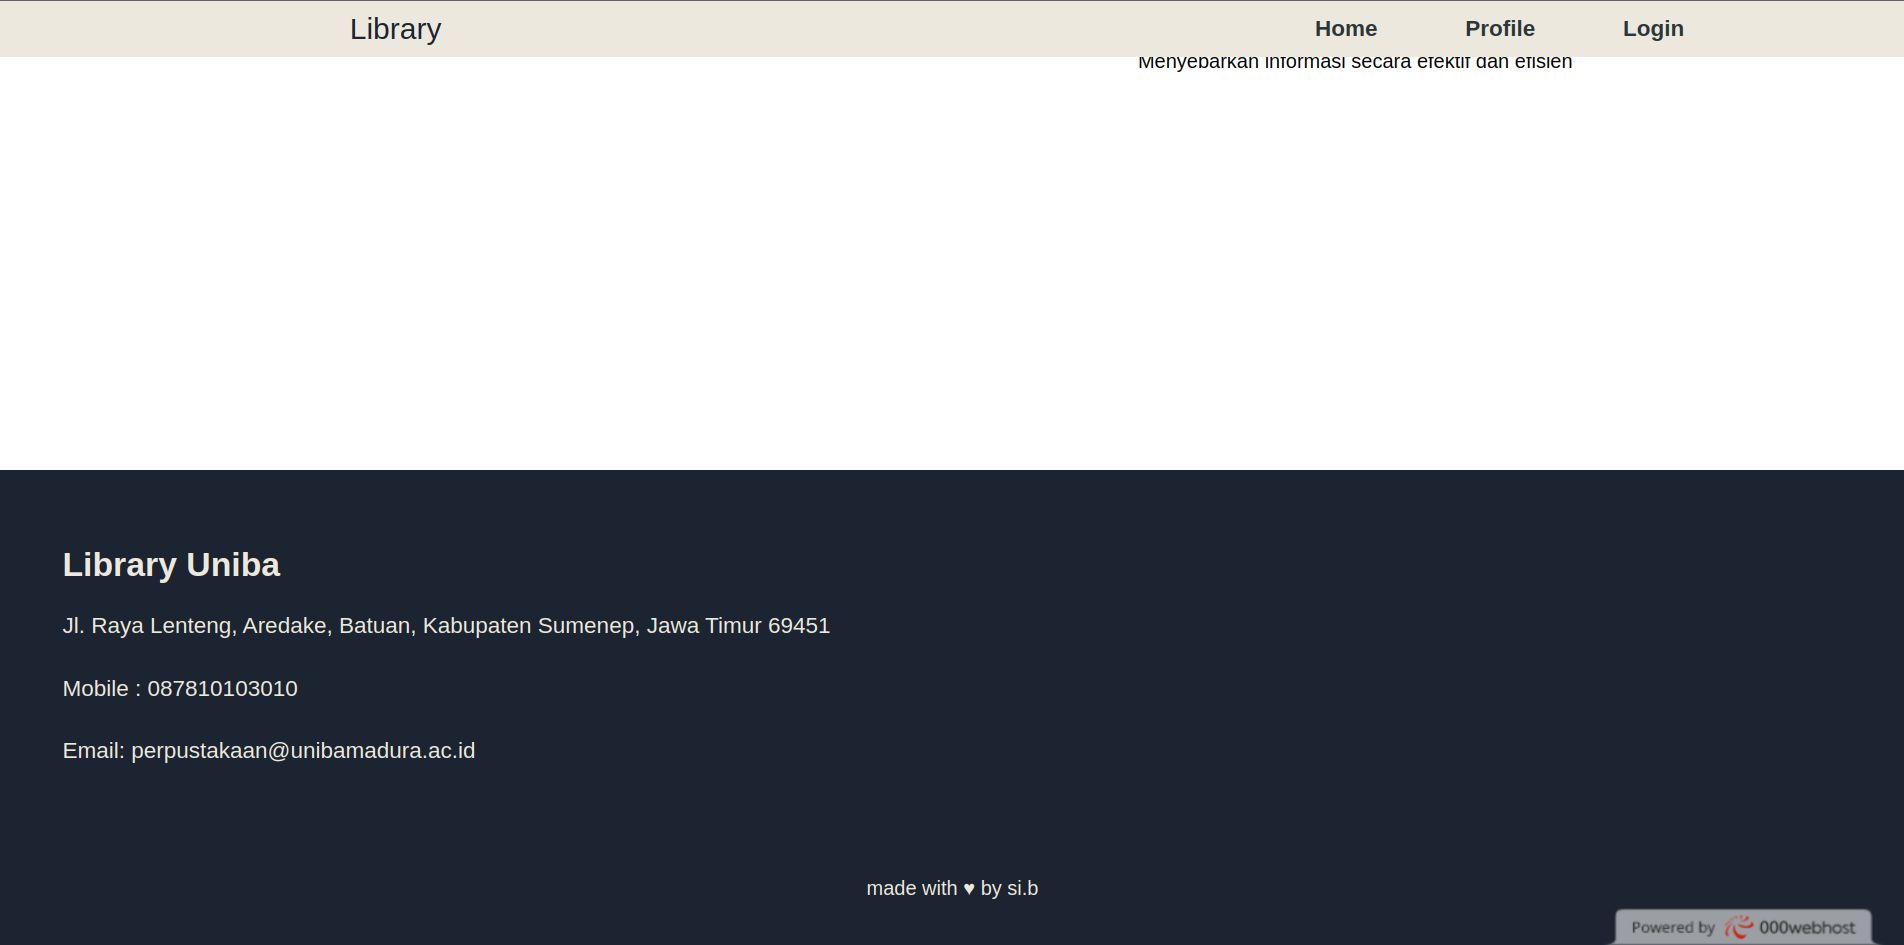 Library Home Profile Login
Menyebarkan informasi secara efektif dan efisien
Library Uniba
Jl. Raya Lenteng, Aredake, Batuan, Kabupaten Sumenep, Jawa Timur 69451
Mobile : 087810103010
Email: perpustakaan@unibamadura.ac.id
made with ♥ by si.b
Powered by 000webhost